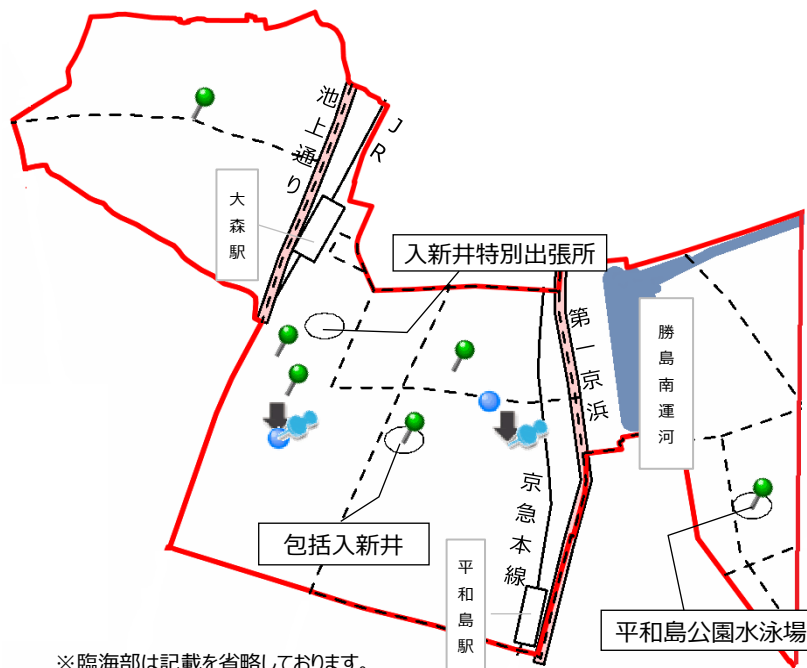 池上通り
JR
大森駅
入新井特別出張所
第一京浜
勝島南運河
京急本線
包括入新井
平和島駅
平和島公園水泳場
※臨海部は記載を省略しております。